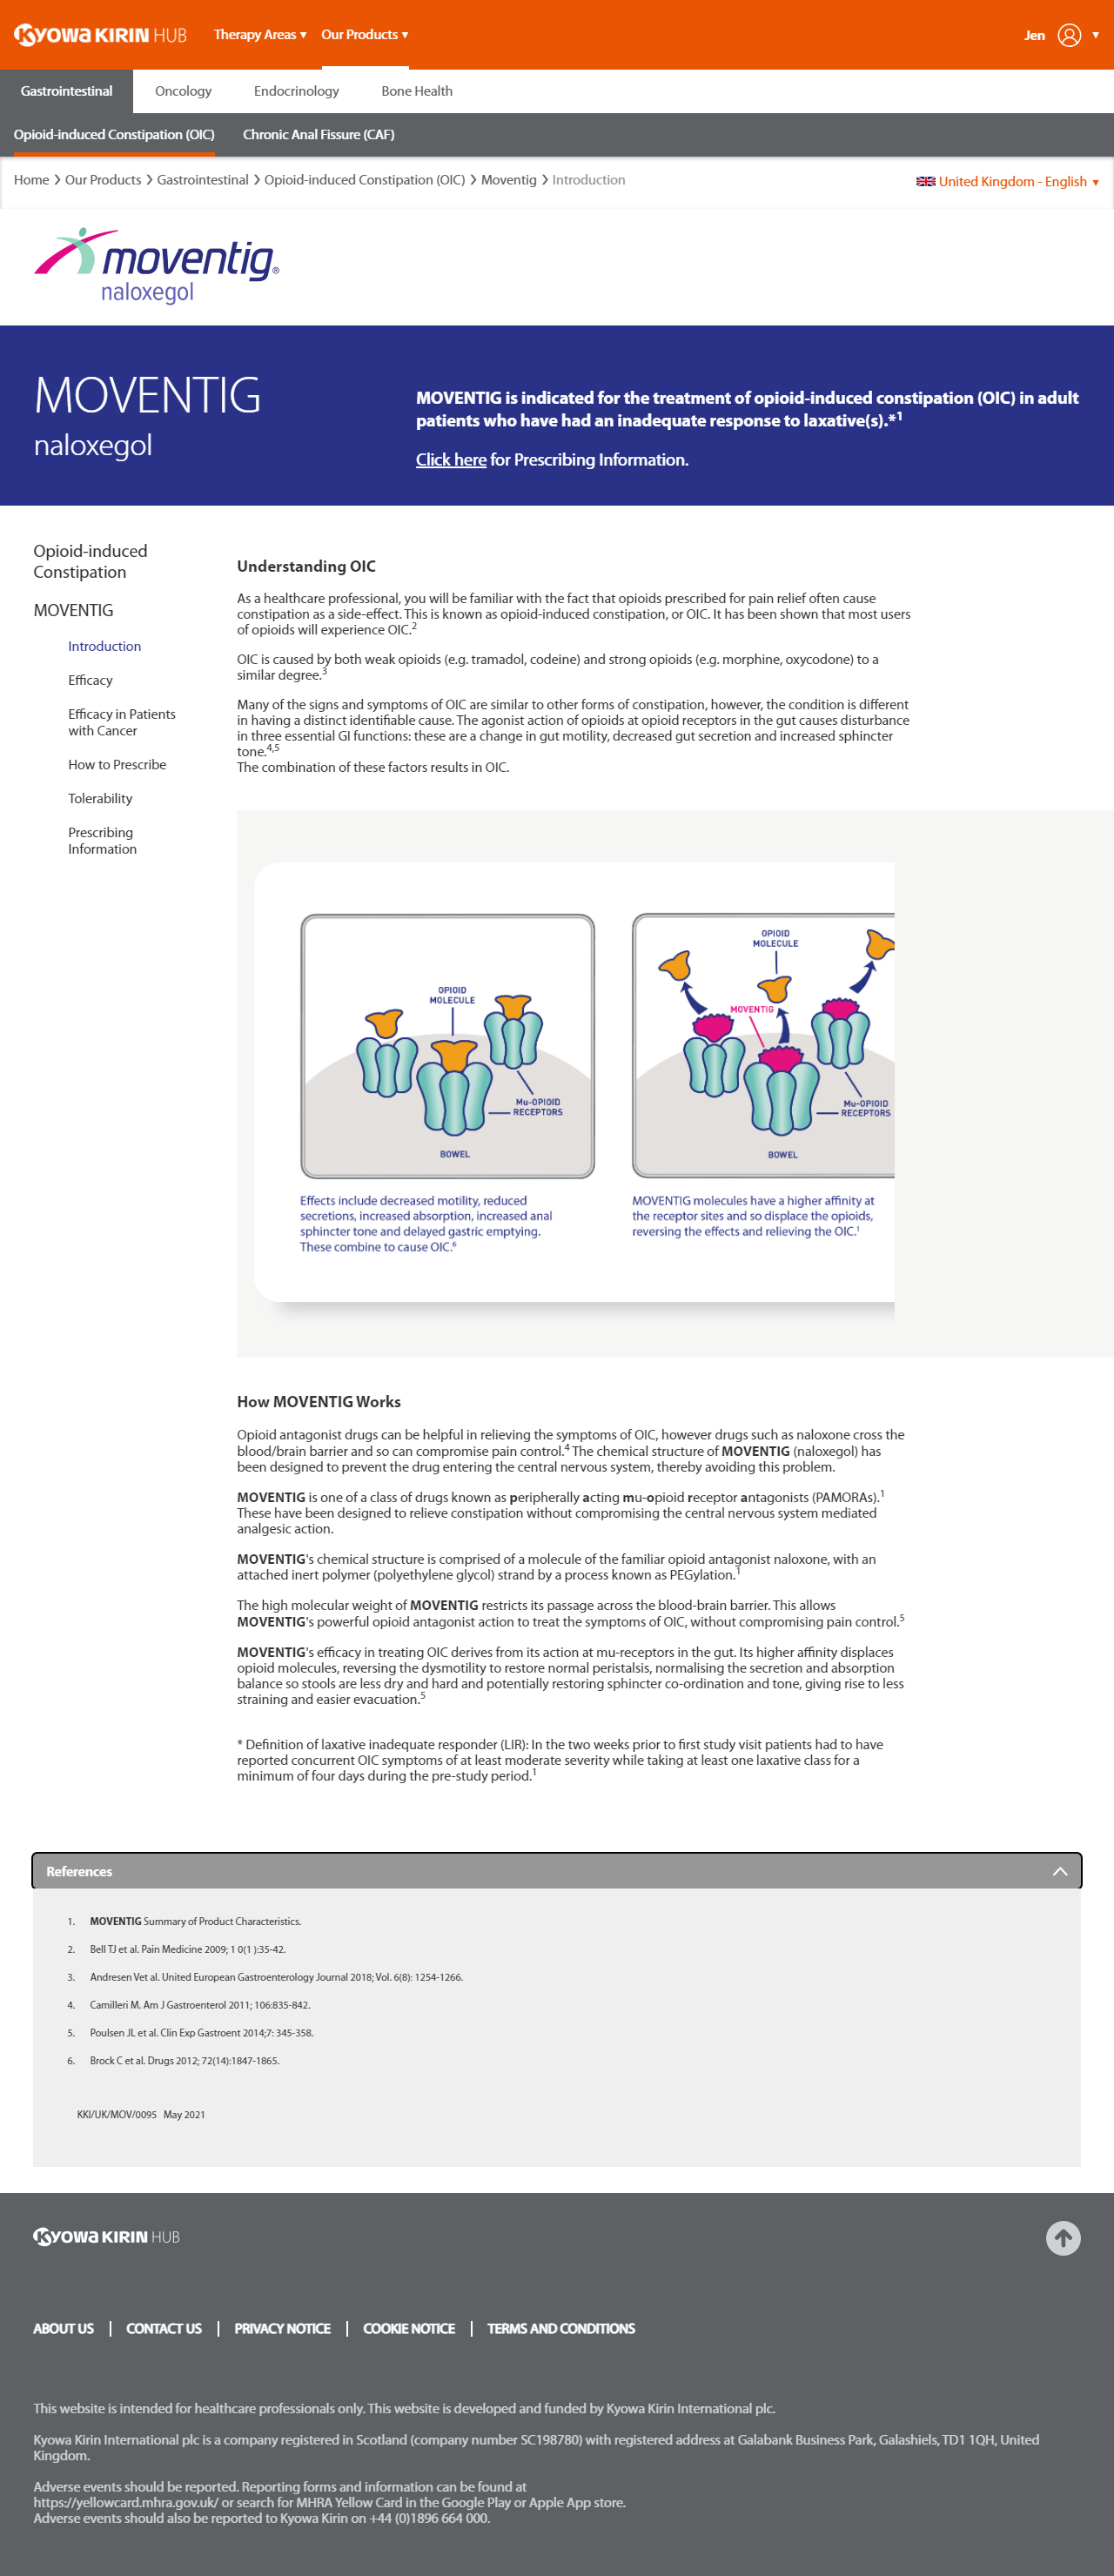 KYOWA KIRIN HUB
Therapy Areas ▼
Our Products ▼
Jen ▼
Gastrointestinal
Oncology
Endocrinology
Bone Health
Opioid-induced Constipation (OIC)
Chronic Anal Fissure (CAF)
Home > Our Products > Gastrointestinal > Opioid-induced Constipation (OIC) > Moventig > Introduction
United Kingdom - English ▼
moventig®
naloxegol
MOVENTIG
naloxegol
MOVENTIG is indicated for the treatment of opioid-induced constipation (OIC) in adult
patients who have had an inadequate response to laxative(s).*1
Click here for Prescribing Information.
Opioid-induced
Constipation
MOVENTIG
Introduction
Efficacy
Efficacy in Patients
with Cancer
How to Prescribe
Tolerability
Prescribing
Information
Understanding OIC
As a healthcare professional, you will be familiar with the fact that opioids prescribed for pain relief often cause
constipation as a side-effect. This is known as opioid-induced constipation, or OIC. It has been shown that most users
of opioids will experience OIC.2
OIC is caused by both weak opioids (e.g. tramadol, codeine) and strong opioids (e.g. morphine, oxycodone) to a
similar degree.3
Many of the signs and symptoms of OIC are similar to other forms of constipation, however, the condition is different
in having a distinct identifiable cause. The agonist action of opioids at opioid receptors in the gut causes disturbance
in three essential GI functions: these are a change in gut motility, decreased gut secretion and increased sphincter
tone.4,5
The combination of these factors results in OIC.
OPIOID
MOLECULE
Mu-OPIOID
RECEPTORS
BOWEL
Effects include decreased motility, reduced
secretions, increased absorption, increased anal
sphincter tone and delayed gastric emptying.
These combine to cause OIC.6
OPIOID
MOLECULE
MOVENTIG
Mu-OPIOID
RECEPTORS
BOWEL
MOVENTIG molecules have a higher affinity at
the receptor sites and so displace the opioids,
reversing the effects and relieving the OIC.1
How MOVENTIG Works
Opioid antagonist drugs can be helpful in relieving the symptoms of OIC, however drugs such as naloxone cross the
blood/brain barrier and so can compromise pain control.4 The chemical structure of MOVENTIG (naloxegol) has
been designed to prevent the drug entering the central nervous system, thereby avoiding this problem.
MOVENTIG is one of a class of drugs known as peripherally acting mu-opioid receptor antagonists (PAMORAs).1
These have been designed to relieve constipation without compromising the central nervous system mediated
analgesic action.
MOVENTIG's chemical structure is comprised of a molecule of the familiar opioid antagonist naloxone, with an
attached inert polymer (polyethylene glycol) strand by a process known as PEGylation.1
The high molecular weight of MOVENTIG restricts its passage across the blood-brain barrier. This allows
MOVENTIG's powerful opioid antagonist action to treat the symptoms of OIC, without compromising pain control.5
MOVENTIG's efficacy in treating OIC derives from its action at mu-receptors in the gut. Its higher affinity displaces
opioid molecules, reversing the dysmotility to restore normal peristalsis, normalising the secretion and absorption
balance so stools are less dry and hard and potentially restoring sphincter co-ordination and tone, giving rise to less
straining and easier evacuation.5
* Definition of laxative inadequate responder (LIR): In the two weeks prior to first study visit patients had to have
reported concurrent OIC symptoms of at least moderate severity while taking at least one laxative class for a
minimum of four days during the pre-study period.1
References
1. MOVENTIG Summary of Product Characteristics.
2. Bell TJ et al. Pain Medicine 2009; 1 0(1 ):35-42.
3. Andresen Vet al. United European Gastroenterology Journal 2018; Vol. 6(8): 1254-1266.
4. Camilleri M. Am J Gastroenterol 2011; 106:835-842.
5. Poulsen JL et al. Clin Exp Gastroent 2014;7: 345-358.
6. Brock C et al. Drugs 2012; 72(14):1847-1865.
KKI/UK/MOV/0095 May 2021
KYOWA KIRIN HUB
ABOUT US | CONTACT US | PRIVACY NOTICE | COOKIE NOTICE | TERMS AND CONDITIONS
This website is intended for healthcare professionals only. This website is developed and funded by Kyowa Kirin International plc.
Kyowa Kirin International plc is a company registered in Scotland (company number SC198780) with registered address at Galabank Business Park, Galashiels, TD1 1QH, United
Kingdom.
Adverse events should be reported. Reporting forms and information can be found at
https://yellowcard.mhra.gov.uk/ or search for MHRA Yellow Card in the Google Play or Apple App store.
Adverse events should also be reported to Kyowa Kirin on +44 (0)1896 664 000.